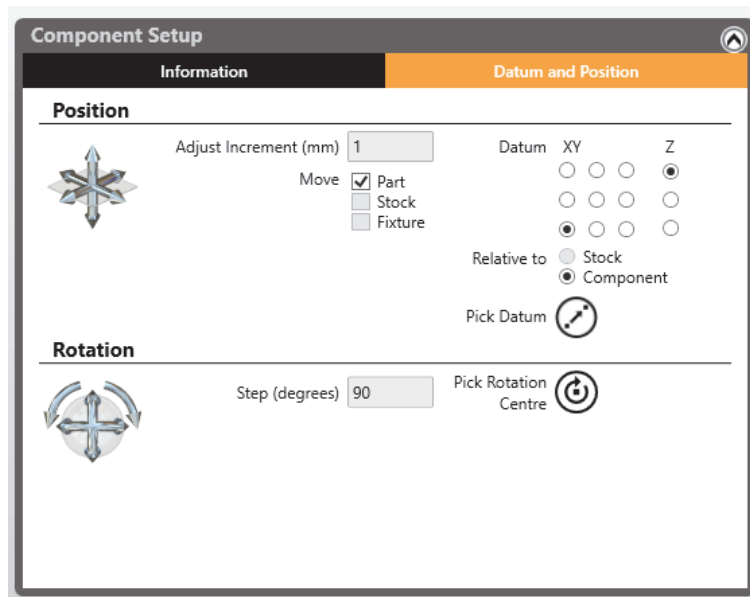 Component Setup
Information
Datum and Position
Position
Adjust Increment (mm) 1
Move
Part
Stock
Fixture
Datum XY Z
Relative to
Stock
Component
Pick Datum
Rotation
Step (degrees) 90
Pick Rotation
Centre